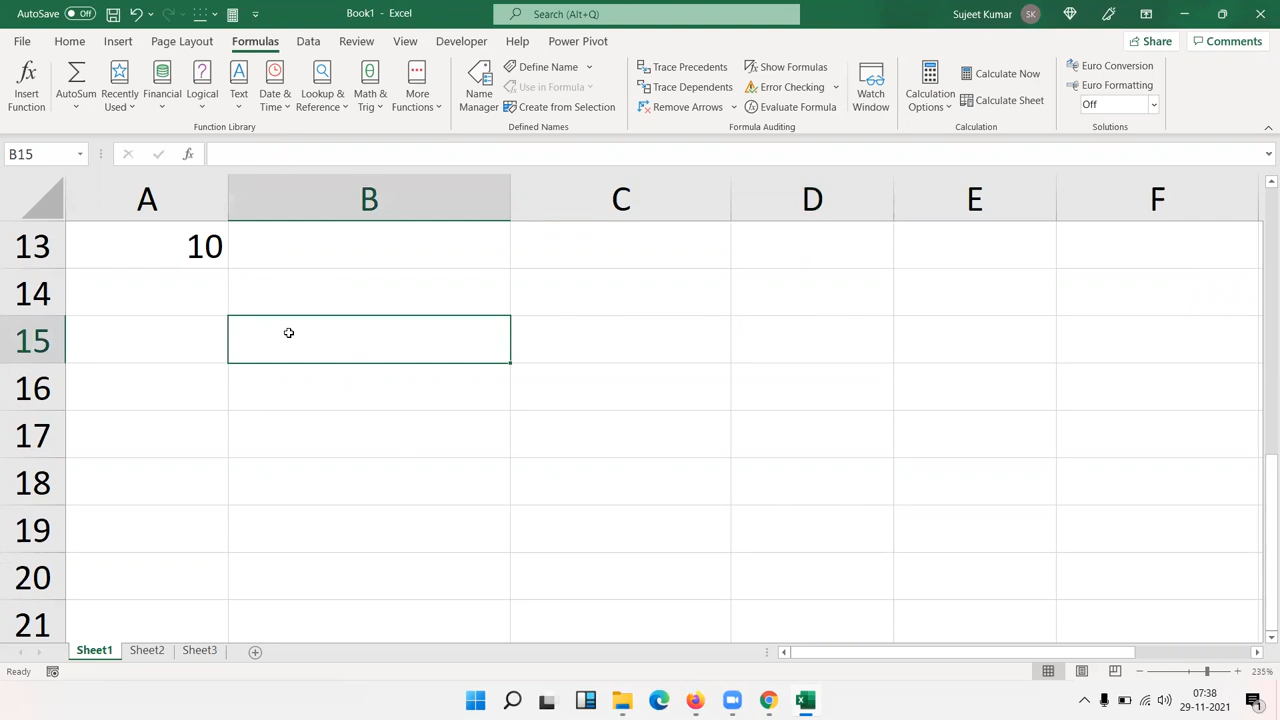 AutoSave Off Book1 - Excel Search (Alt+Q) Sujeet Kumar SK
File Home Insert Page Layout Formulas Data Review View Developer Help Power Pivot Share Comments
Insert Function
AutoSum
Recently Used
Financial
Logical
Text
Date & Time
Lookup & Reference
Math & Trig
More Functions
Function Library
Name Manager
Define Name
Use in Formula
Create from Selection
Defined Names
Trace Precedents
Trace Dependents
Remove Arrows
Show Formulas
Error Checking
Evaluate Formula
Formula Auditing
Watch Window
Calculation Options
Calculate Now
Calculate Sheet
Calculation
Euro Conversion
Euro Formatting
Off
Solutions
B15 fx
A B C D E F
13 10
14
15
16
17
18
19
20
21
Sheet1 Sheet2 Sheet3
Ready 235%
07:38
29-11-2021
1